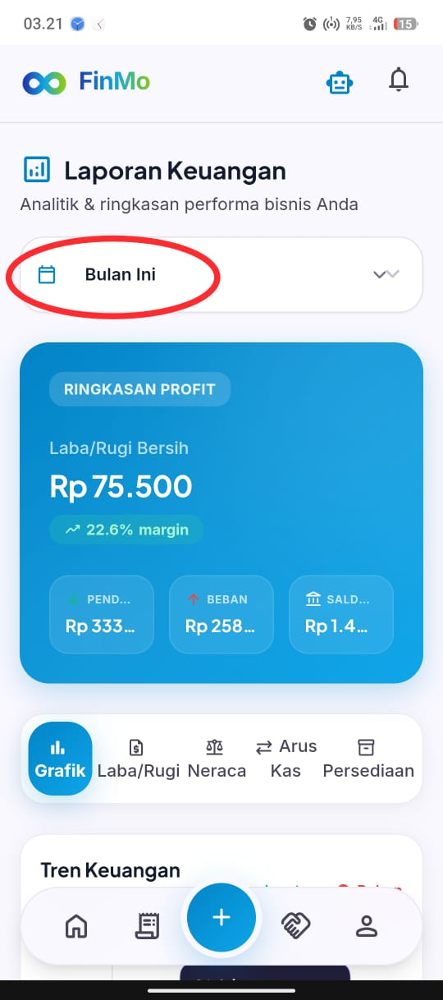 03.21
7,95
KB/S
4G
15
FinMo
Laporan Keuangan
Analitik & ringkasan performa bisnis Anda
Bulan Ini
RINGKASAN PROFIT
Laba/Rugi Bersih
Rp 75.500
22.6% margin
PEND...
Rp 333...
BEBAN
Rp 258...
SALD...
Rp 1.4...
Grafik
Laba/Rugi
Neraca
Arus
Kas
Persediaan
Tren Keuangan